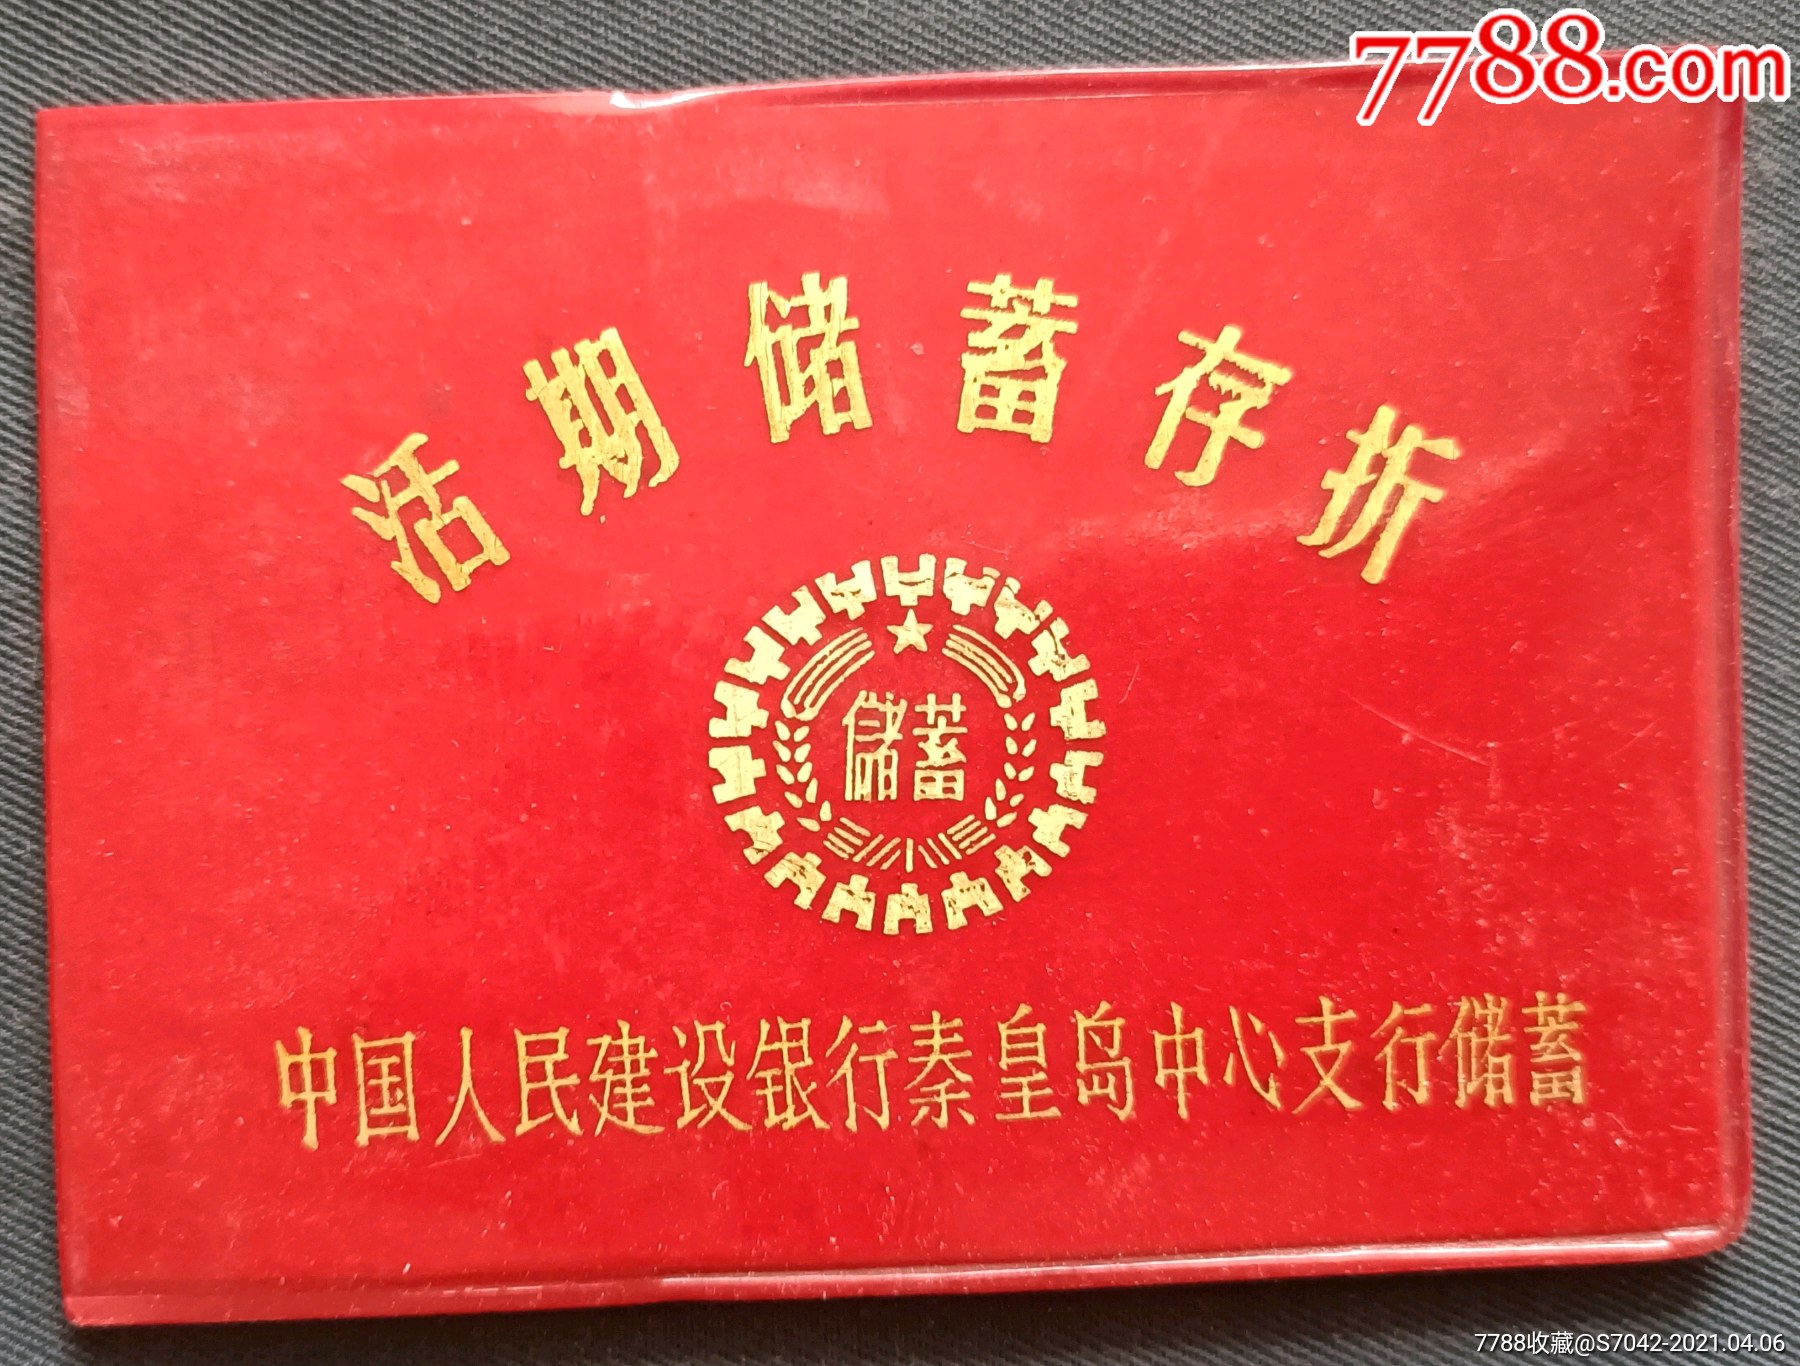 7788.com
活期储蓄存折
储蓄
中国人民建设银行秦皇岛中心支行储蓄
7788收藏@S7042-2021.04.06